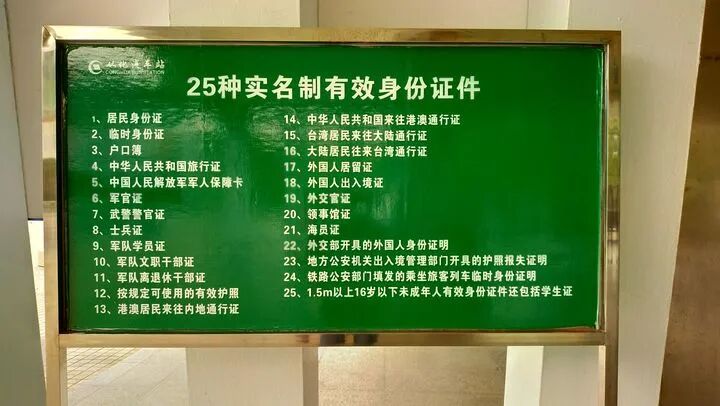 从化汽车站
CONGHUA BUS STATION
25种实名制有效身份证件
1、居民身份证
2、临时身份证
3、户口簿
4、中华人民共和国旅行证
5、中国人民解放军军人保障卡
6、军官证
7、武警警官证
8、士兵证
9、军队学员证
10、军队文职干部证
11、军队离退休干部证
12、按规定可使用的有效护照
13、港澳居民来往内地通行证
14、中华人民共和国来往港澳通行证
15、台湾居民来往大陆通行证
16、大陆居民往来台湾通行证
17、外国人居留证
18、外国人出入境证
19、外交官证
20、领事馆证
21、海员证
22、外交部开具的外国人身份证明
23、地方公安机关出入境管理部门开具的护照报失证明
24、铁路公安部门填发的乘坐旅客列车临时身份证明
25、1.5m以上16岁以下未成年人有效身份证件还包括学生证